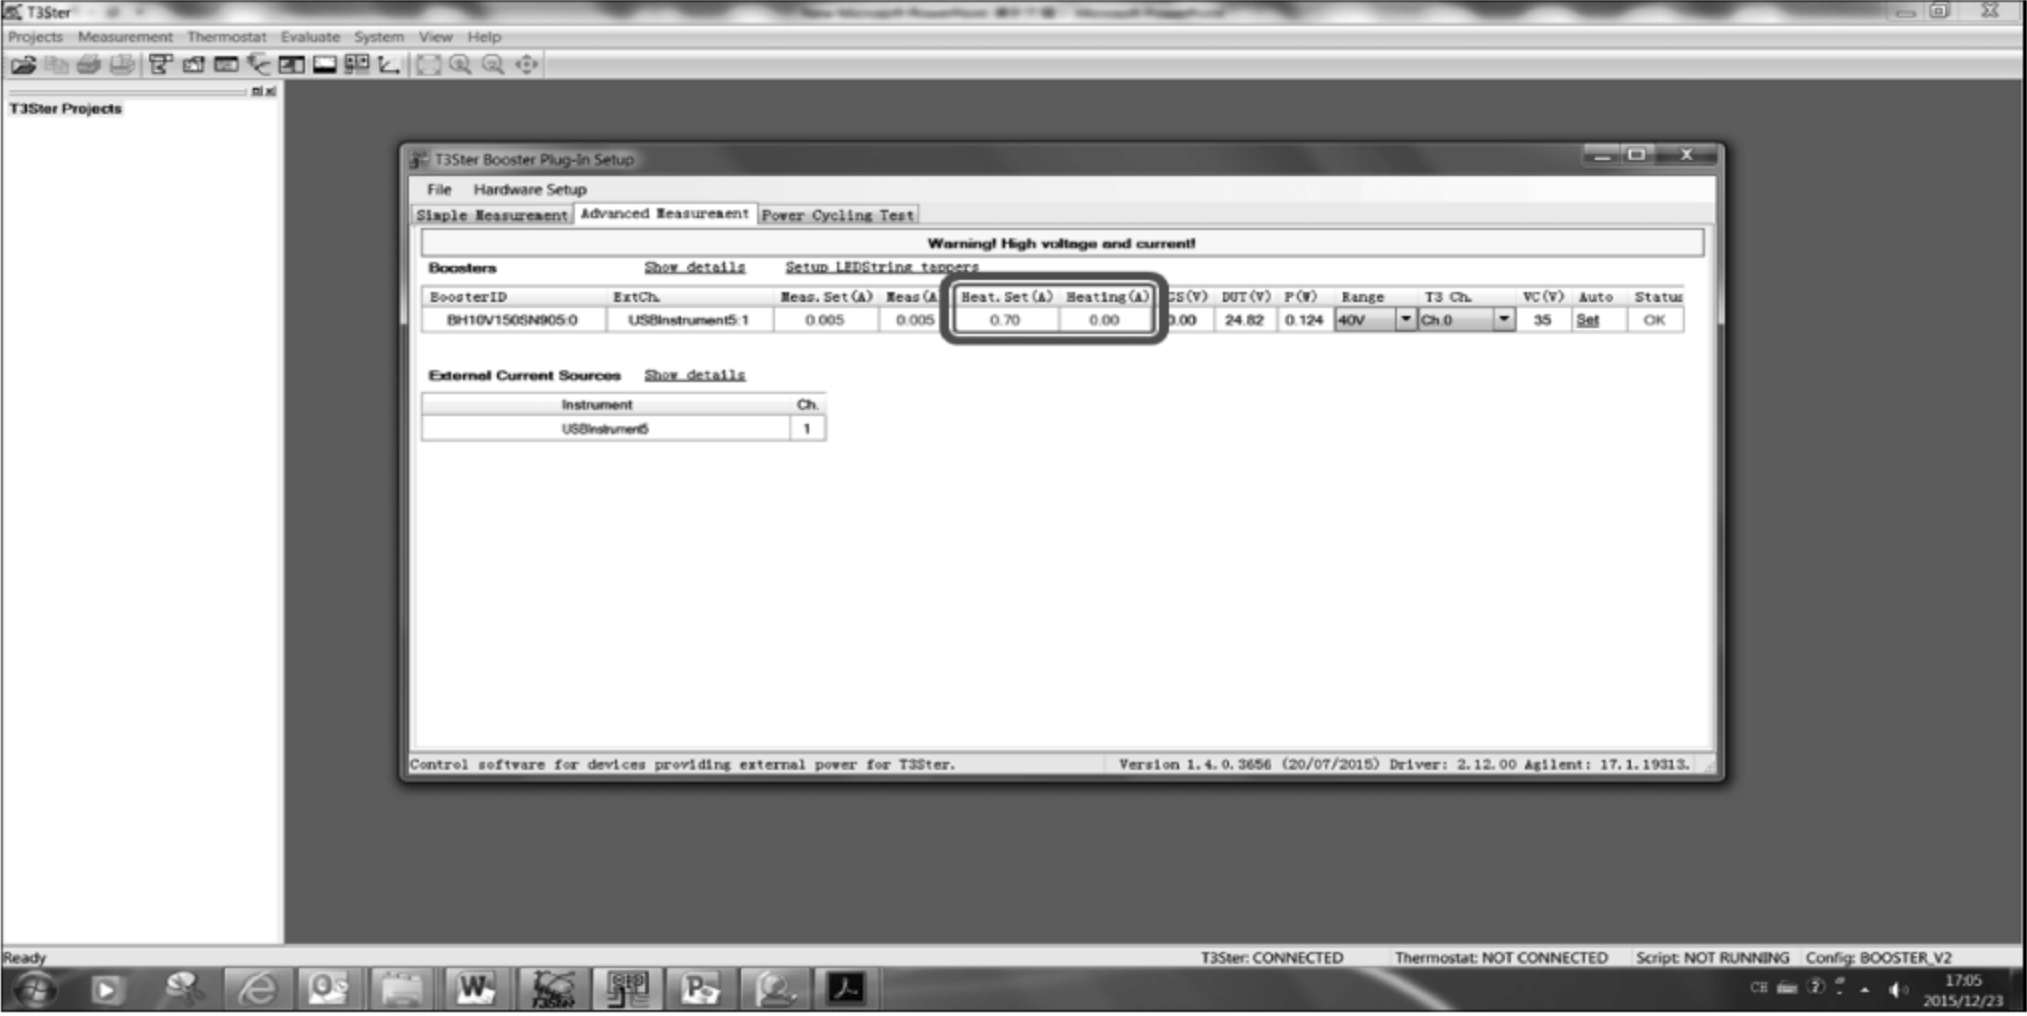 T3Ster
Projects Measurement Thermostat Evaluate System View Help
T3Ster Projects
T3Ster Booster Plug-In Setup
File Hardware Setup
Simple Measurement Advanced Measurement Power Cycling Test
Warning! High voltage and current!
Boosters Show details Setup LEDString tappers
BoosterID ExtCh. Meas.Set(A) Meas(A Heat.Set(A) Heating(A) GS(V) DUT(V) P(W) Range T3 Ch. VC(V) Auto Status
BH10V150SN905:0 USBInstrument5:1 0.005 0.005 0.70 0.00 0.00 24.82 0.124 40V Ch.0 35 Set OK
External Current Sources Show details
Instrument Ch.
USBInstrument5 1
Control software for devices providing external power for T3Ster. Version 1.4.0.3656 (20/07/2015) Driver: 2.12.00 Agilent: 17.1.19313.
Ready T3Ster: CONNECTED Thermostat: NOT CONNECTED Script: NOT RUNNING Config: BOOSTER_V2
T3Ster
CH 17:05
2015/12/23